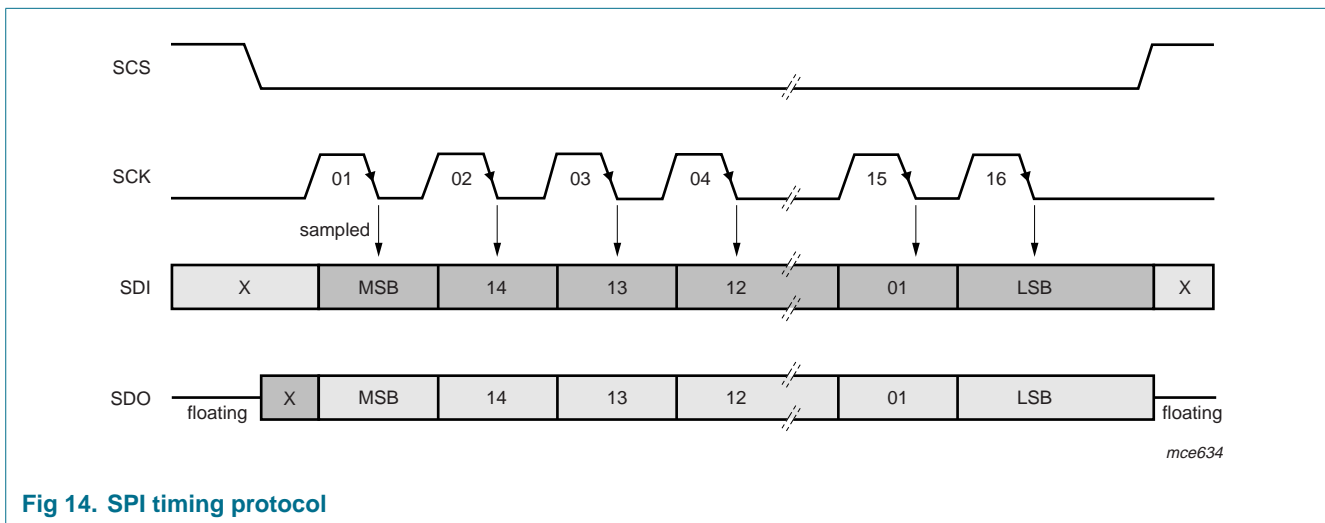 SCS
SCK 01 02 03 04 15 16
sampled
SDI X MSB 14 13 12 01 LSB X
SDO X MSB 14 13 12 01 LSB
floating floating
mce634
Fig 14. SPI timing protocol